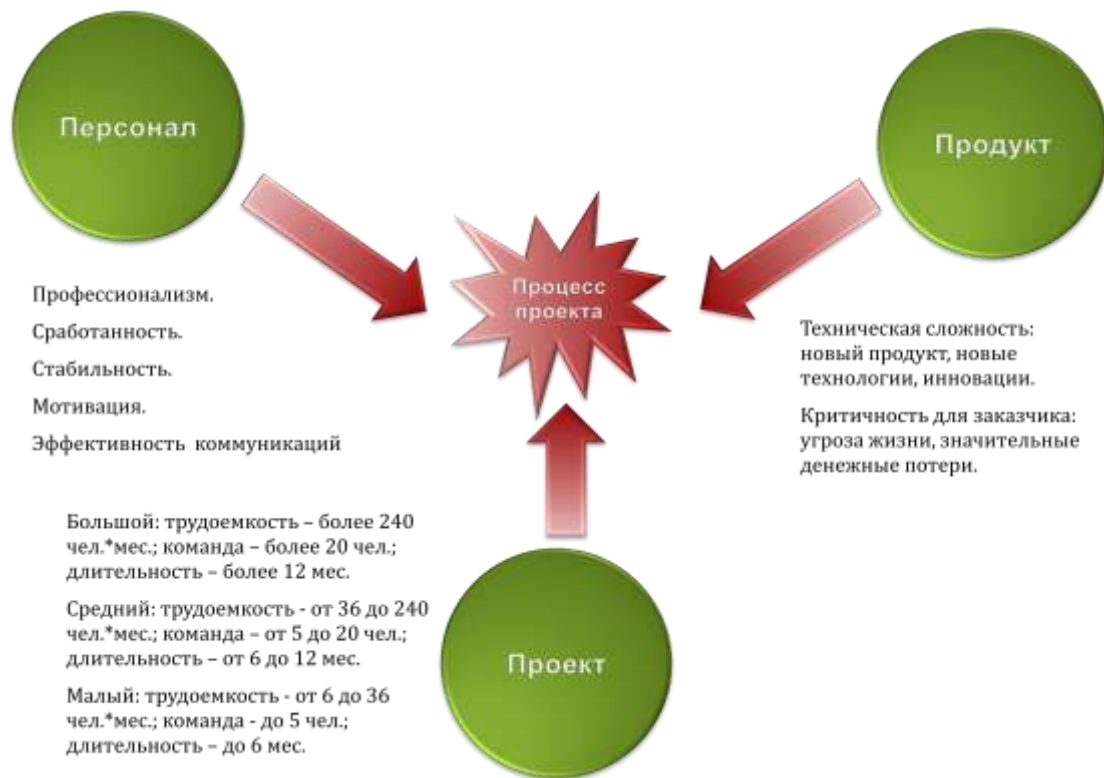 Персонал
Продукт
Процесс
проекта
Профессионализм.
Сработанность.
Стабильность.
Мотивация.
Эффективность коммуникаций
Техническая сложность:
новый продукт, новые
технологии, инновации.
Критичность для заказчика:
угроза жизни, значительные
денежные потери.
Большой: трудоемкость – более 240
чел.*мес.; команда – более 20 чел.;
длительность – более 12 мес.
Средний: трудоемкость - от 36 до 240
чел.*мес.; команда – от 5 до 20 чел.;
длительность – от 6 до 12 мес.
Малый: трудоемкость - от 6 до 36
чел.*мес.; команда - до 5 чел.;
длительность – до 6 мес.
Проект